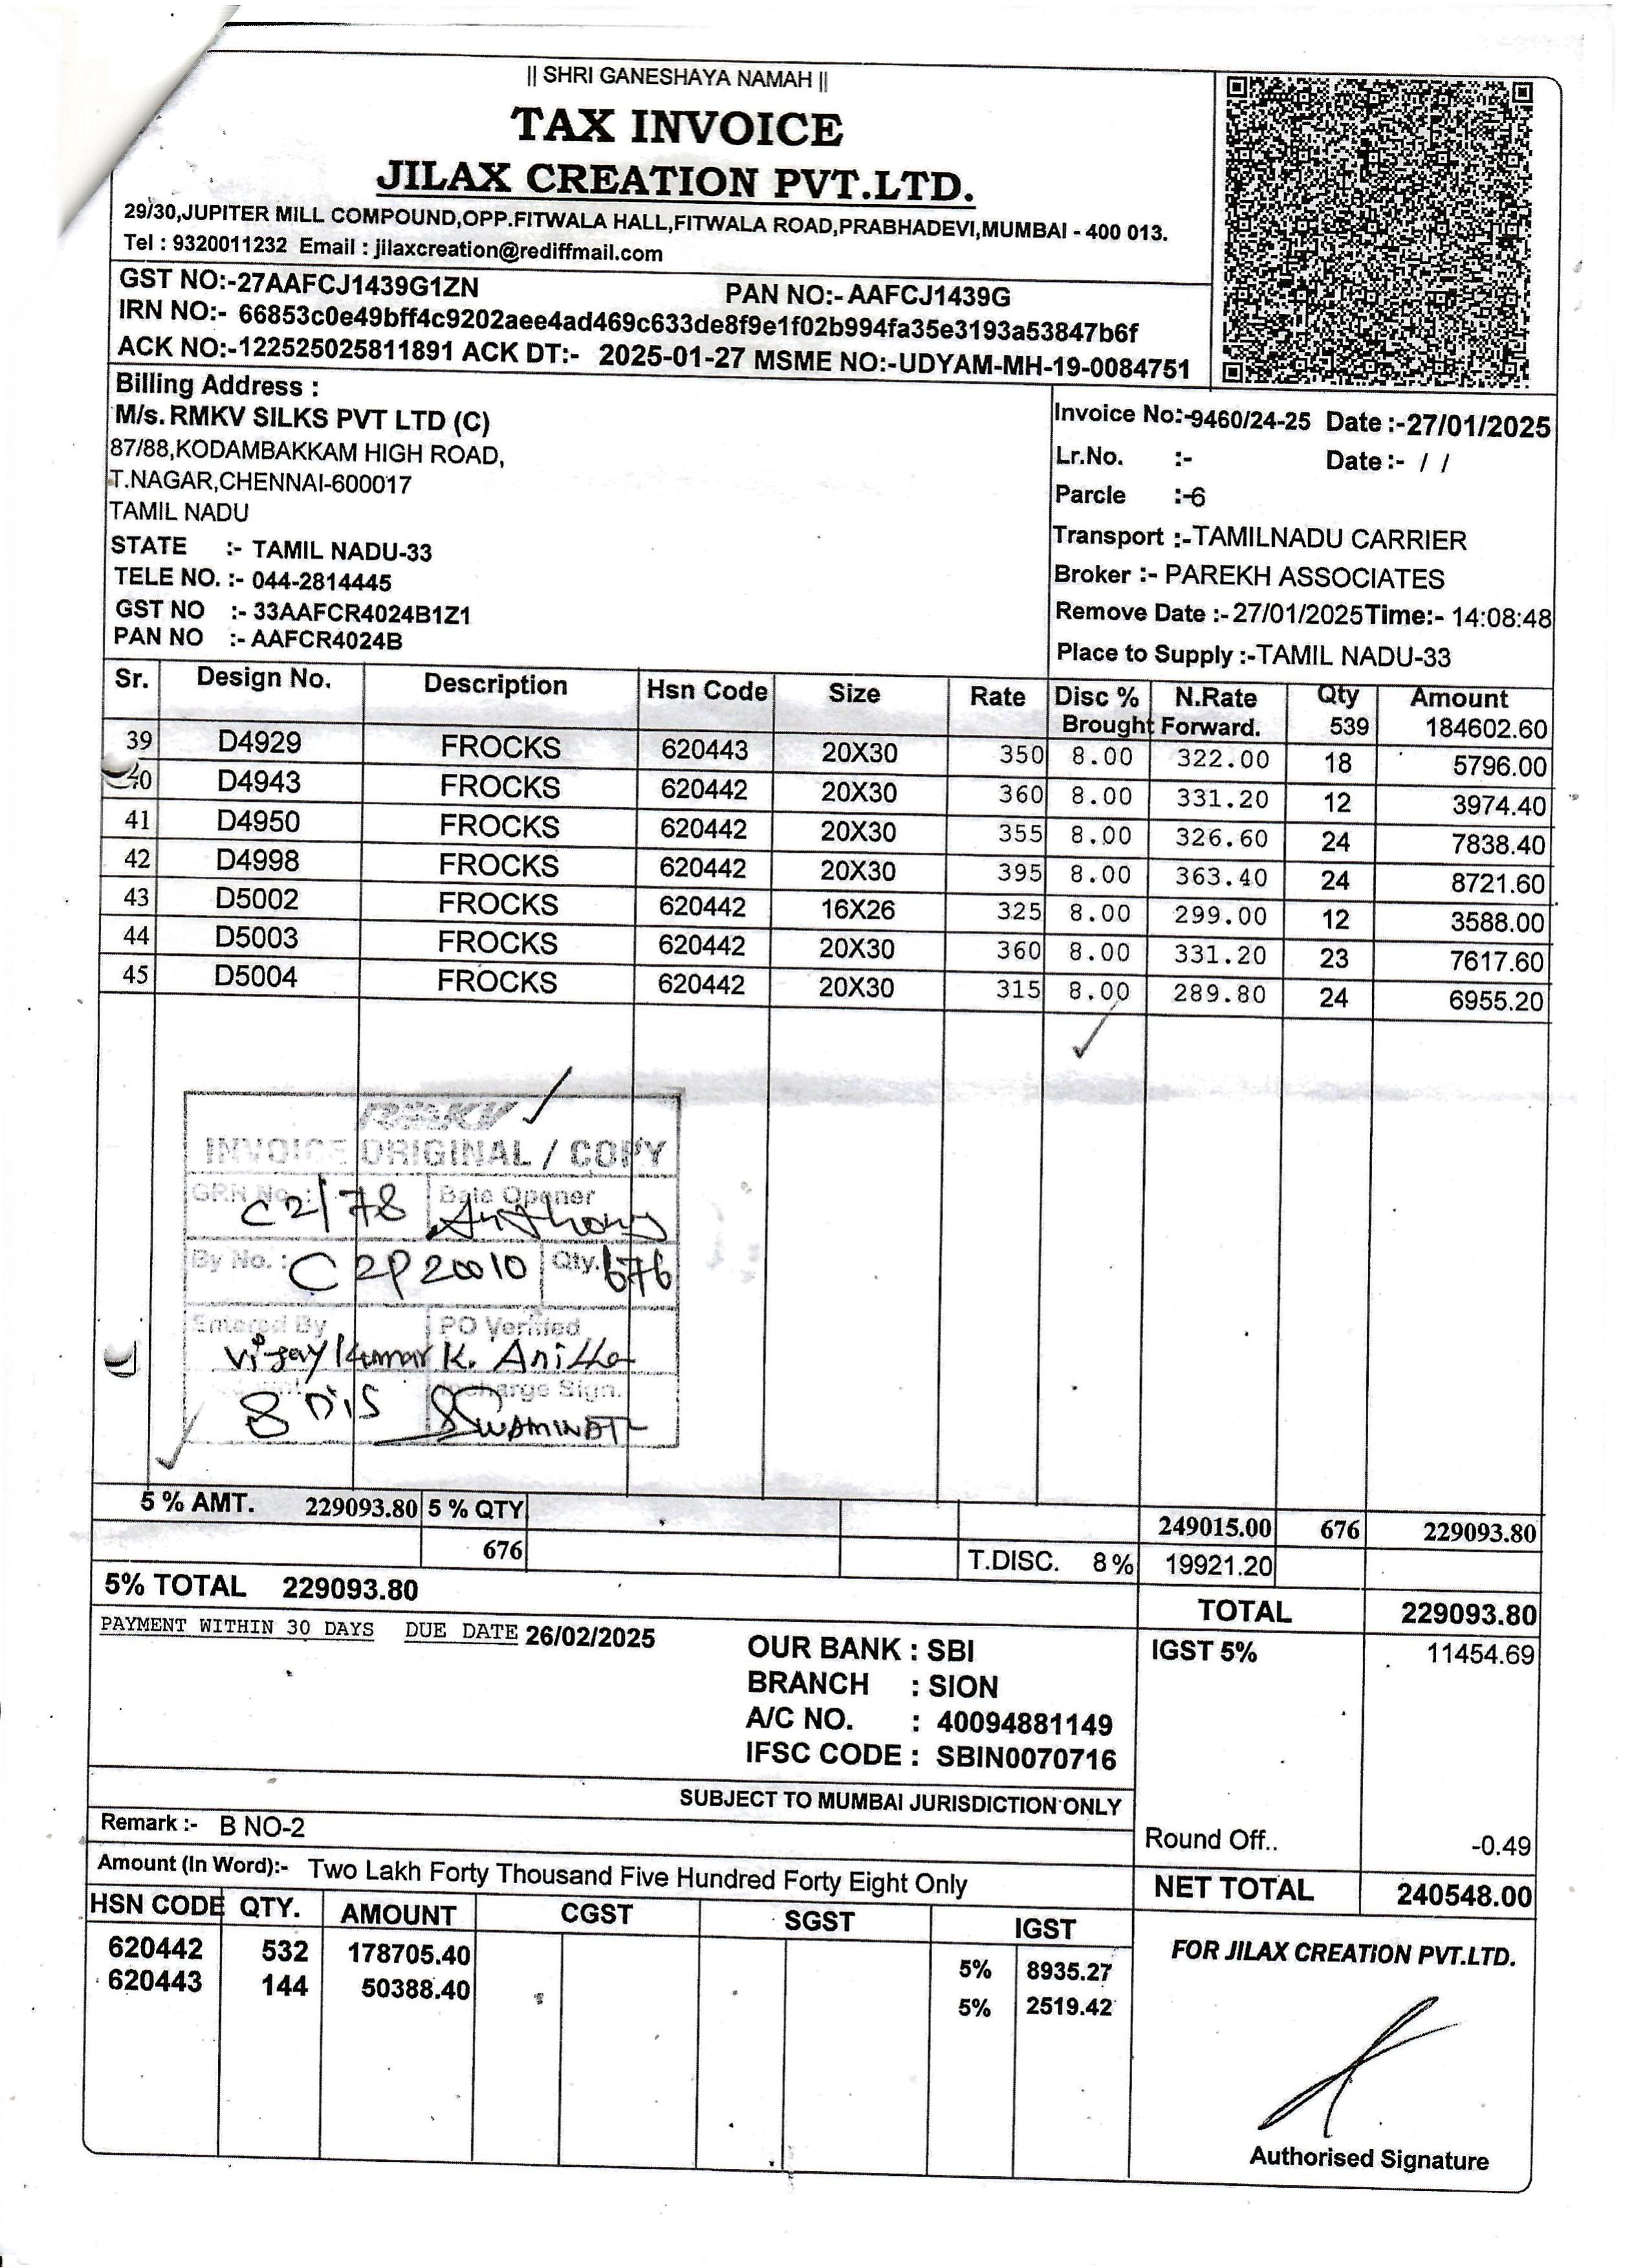 || SHRI GANESHAYA NAMAH ||
TAX INVOICE
JILAX CREATION PVT.LTD.
29/30,JUPITER MILL COMPOUND,OPP.FITWALA HALL,FITWALA ROAD,PRABHADEVI,MUMBAI - 400 013.
Tel : 9320011232 Email : jilaxcreation@rediffmail.com
GST NO:-27AAFCJ1439G1ZN PAN NO:- AAFCJ1439G
IRN NO:- 66853c0e49bff4c9202aee4ad469c633de8f9e1f02b994fa35e3193a53847b6f
ACK NO:-122525025811891 ACK DT:- 2025-01-27 MSME NO:-UDYAM-MH-19-0084751
Billing Address :
M/s. RMKV SILKS PVT LTD (C)
87/88,KODAMBAKKAM HIGH ROAD,
T.NAGAR,CHENNAI-600017
TAMIL NADU
STATE :- TAMIL NADU-33
TELE NO. :- 044-2814445
GST NO :- 33AAFCR4024B1Z1
PAN NO :- AAFCR4024B
Invoice No:-9460/24-25 Date :-27/01/2025
Lr.No. :- Date :- / /
Parcle :-6
Transport :-TAMILNADU CARRIER
Broker :- PAREKH ASSOCIATES
Remove Date :-27/01/2025 Time:- 14:08:48
Place to Supply :-TAMIL NADU-33
Sr. Design No. Description Hsn Code Size Rate Disc % N.Rate Qty Amount
Brought Forward. 539 184602.60
39 D4929 FROCKS 620443 20X30 350 8.00 322.00 18 5796.00
40 D4943 FROCKS 620442 20X30 360 8.00 331.20 12 3974.40
41 D4950 FROCKS 620442 20X30 355 8.00 326.60 24 7838.40
42 D4998 FROCKS 620442 20X30 395 8.00 363.40 24 8721.60
43 D5002 FROCKS 620442 16X26 325 8.00 299.00 12 3588.00
44 D5003 FROCKS 620442 20X30 360 8.00 331.20 23 7617.60
45 D5004 FROCKS 620442 20X30 315 8.00 289.80 24 6955.20
RMKV
INVOICE ORIGINAL / COPY
GRN No. : C2/78 Bale Opener Anthony
By No. : C2P20010 Qty. 676
Entered By PO Verified
Vijay Kumar K. Anitha
8 Dis Incharge Sign.
SWAMINATH
5 % AMT. 229093.80 5 % QTY 249015.00 676 229093.80
676 T.DISC. 8% 19921.20
5% TOTAL 229093.80
TOTAL 229093.80
PAYMENT WITHIN 30 DAYS DUE DATE 26/02/2025
IGST 5% 11454.69
OUR BANK : SBI
BRANCH : SION
A/C NO. : 40094881149
IFSC CODE : SBIN0070716
SUBJECT TO MUMBAI JURISDICTION ONLY
Remark :- B NO-2
Round Off.. -0.49
Amount (In Word):- Two Lakh Forty Thousand Five Hundred Forty Eight Only
NET TOTAL 240548.00
HSN CODE QTY. AMOUNT CGST SGST IGST
620442 532 178705.40 5% 8935.27
620443 144 50388.40 5% 2519.42
FOR JILAX CREATION PVT.LTD.
Authorised Signature